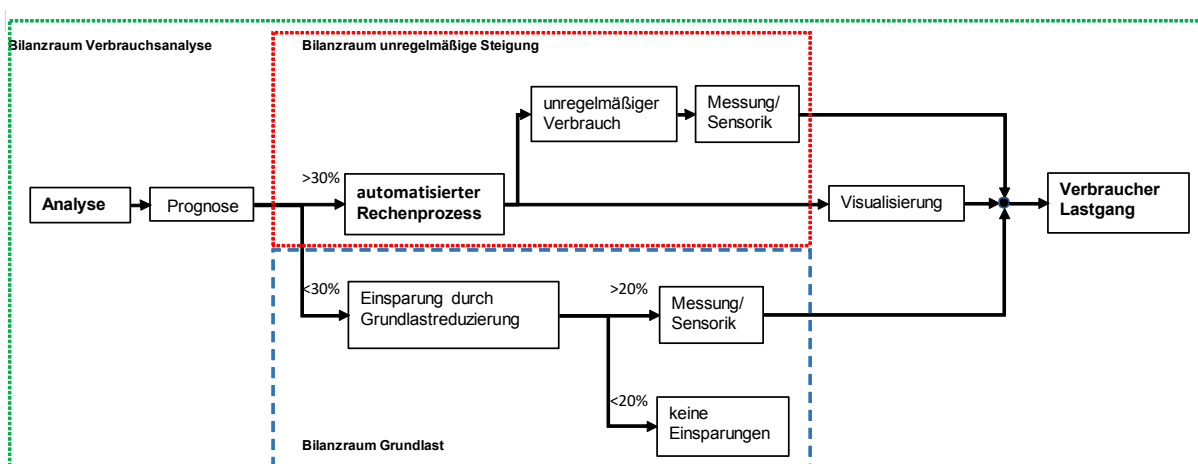 Bilanzraum Verbrauchsanalyse
Bilanzraum unregelmäßige Steigung
unregelmäßiger
Verbrauch
Messung/
Sensorik
>30%
automatisierter
Rechenprozess
Analyse
Prognose
Visualisierung
Verbraucher
Lastgang
<30%
Einsparung durch
Grundlastreduzierung
>20%
Messung/
Sensorik
<20%
keine
Einsparungen
Bilanzraum Grundlast